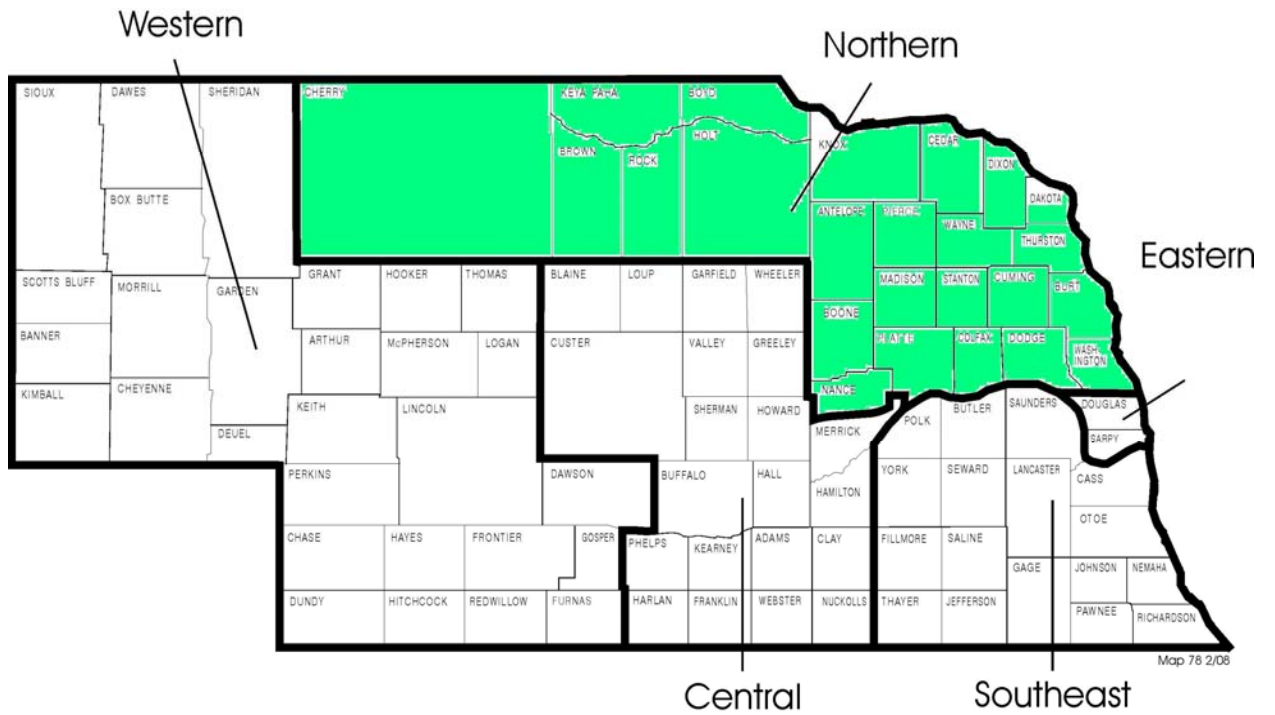 Western
Northern
SIOUX
DAWES
SHERIDAN
CHERRY
KEYA PAHA
BOYD
HOLT
BROWN
ROCK
KNOX
CEDAR
DIXON
DAKOTA
BOX BUTTE
ANTELOPE
PIERCE
WAYNE
THURSTON
Eastern
SCOTTS BLUFF
MORRILL
GARDEN
GRANT
HOOKER
THOMAS
BLAINE
LOUP
GARFIELD
WHEELER
MADISON
STANTON
CUMING
BURT
BANNER
ARTHUR
McPHERSON
LOGAN
CUSTER
VALLEY
GREELEY
BOONE
PLATTE
COLFAX
DODGE
WASH-
INGTON
KIMBALL
CHEYENNE
KEITH
LINCOLN
SHERMAN
HOWARD
NANCE
MERRICK
POLK
BUTLER
SAUNDERS
DOUGLAS
SARPY
DEUEL
PERKINS
DAWSON
BUFFALO
HALL
HAMILTON
YORK
SEWARD
LANCASTER
CASS
OTOE
CHASE
HAYES
FRONTIER
GOSPER
PHELPS
KEARNEY
ADAMS
CLAY
FILLMORE
SALINE
GAGE
JOHNSON
NEMAHA
DUNDY
HITCHCOCK
REDWILLOW
FURNAS
HARLAN
FRANKLIN
WEBSTER
NUCKOLLS
THAYER
JEFFERSON
PAWNEE
RICHARDSON
Map 78 2/08
Central
Southeast